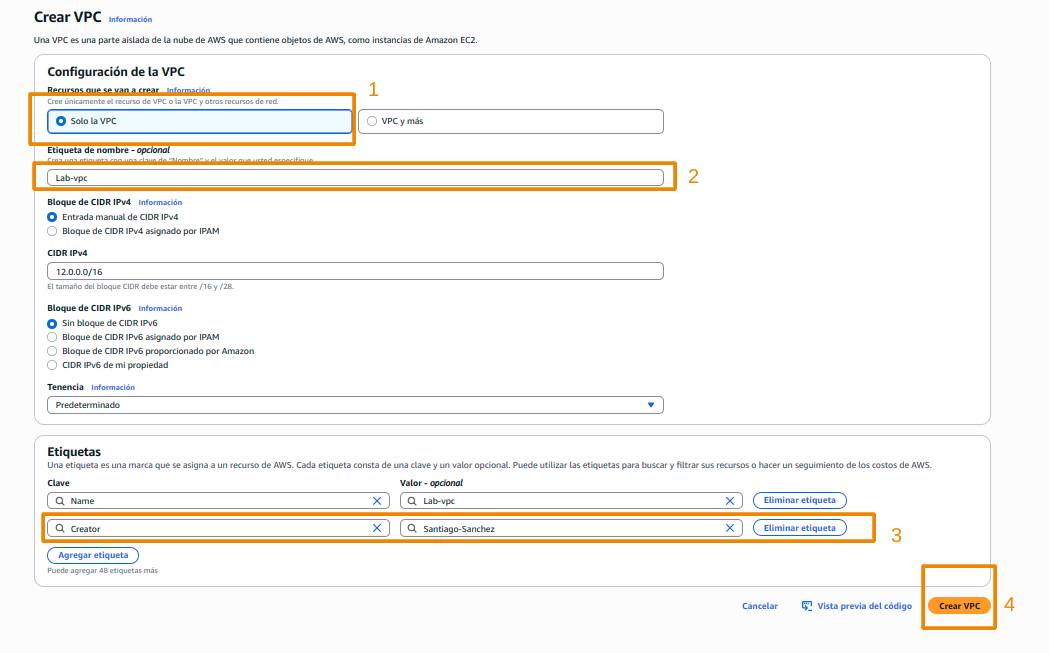 Crear VPC Información
Una VPC es una parte aislada de la nube de AWS que contiene objetos de AWS, como instancias de Amazon EC2.
Configuración de la VPC
Recursos que se van a crear Información
1
Cree únicamente el recurso de VPC o la VPC y otros recursos de red.
Solo la VPC
VPC y más
Etiqueta de nombre - opcional
Crea una etiqueta con una clave de "Nombre" y el valor que usted especifique.
Lab-vpc
2
Bloque de CIDR IPv4 Información
Entrada manual de CIDR IPv4
Bloque de CIDR IPv4 asignado por IPAM
CIDR IPv4
12.0.0.0/16
El tamaño del bloque CIDR debe estar entre /16 y /28.
Bloque de CIDR IPv6 Información
Sin bloque de CIDR IPv6
Bloque de CIDR IPv6 asignado por IPAM
Bloque de CIDR IPv6 proporcionado por Amazon
CIDR IPv6 de mi propiedad
Tenencia Información
Predeterminado
Etiquetas
Una etiqueta es una marca que se asigna a un recurso de AWS. Cada etiqueta consta de una clave y un valor opcional. Puede utilizar las etiquetas para buscar y filtrar sus recursos o hacer un seguimiento de los costos de AWS.
Clave Valor - opcional
Name Lab-vpc Eliminar etiqueta
Creator Santiago-Sanchez Eliminar etiqueta
3
Agregar etiqueta
Puede agregar 48 etiquetas más
Cancelar Vista previa del código Crear VPC 4